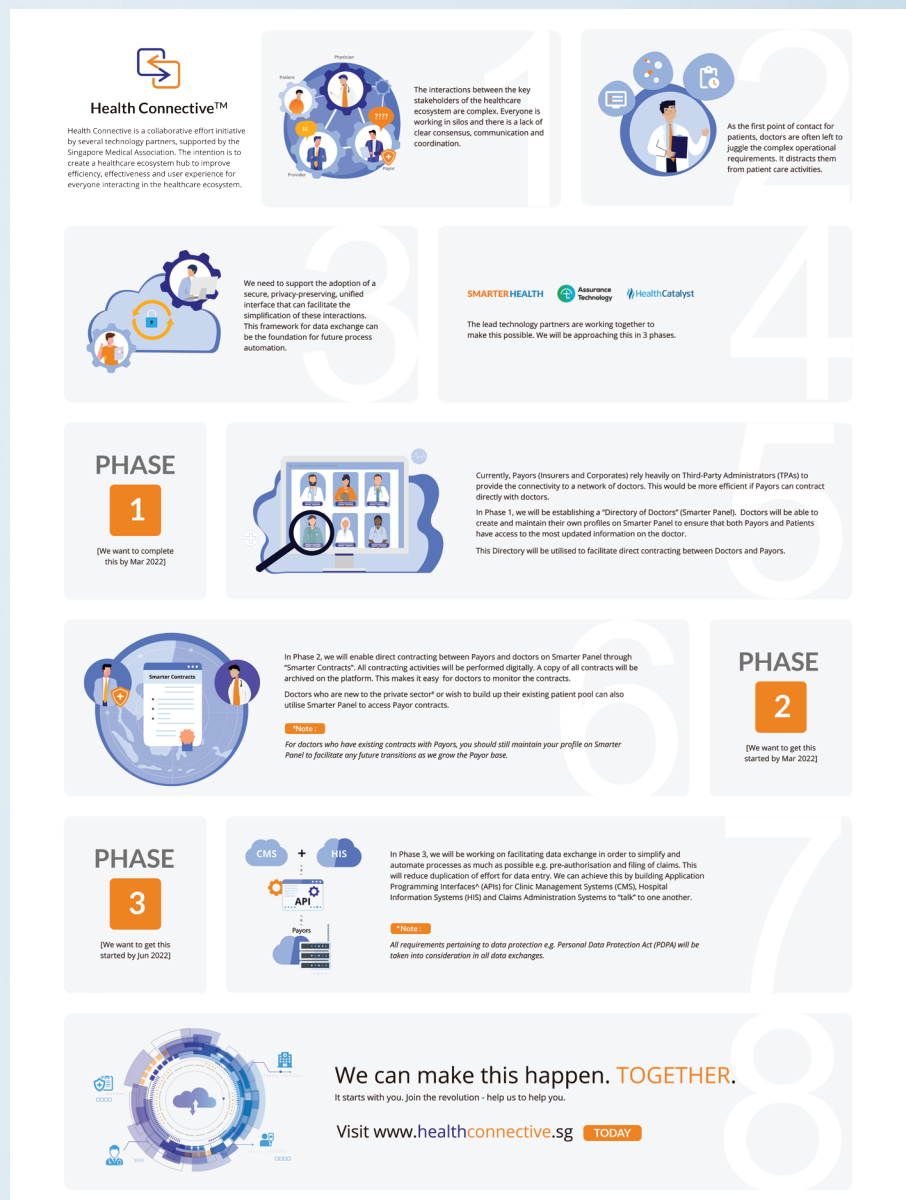 Health Connective™
Health Connective is a collaborative effort initiative
by several technology partners, supported by the
Singapore Medical Association. The intention is to
create a healthcare ecosystem hub to improve
efficiency, effectiveness and user experience for
everyone interacting in the healthcare ecosystem.
1
Physician
Patient
????
Provider
Payor
The interactions between the key
stakeholders of the healthcare
ecosystem are complex. Everyone is
working in silos and there is a lack of
clear consensus, communication and
coordination.
2
As the first point of contact for
patients, doctors are often left to
juggle the complex operational
requirements. It distracts them
from patient care activities.
3
We need to support the adoption of a
secure, privacy-preserving, unified
interface that can facilitate the
simplification of these interactions.
This framework for data exchange can
be the foundation for future process
automation.
4
SMARTERHEALTH
Assurance
Technology
HealthCatalyst
The lead technology partners are working together to
make this possible. We will be approaching this in 3 phases.
PHASE
1
[We want to complete
this by Mar 2022]
5
Currently, Payors (Insurers and Corporates) rely heavily on Third-Party Administrators (TPAs) to
provide the connectivity to a network of doctors. This would be more efficient if Payors can contract
directly with doctors.
In Phase 1, we will be establishing a "Directory of Doctors" (Smarter Panel). Doctors will be able to
create and maintain their own profiles on Smarter Panel to ensure that both Payors and Patients
have access to the most updated information on the doctor.
This Directory will be utilised to facilitate direct contracting between Doctors and Payors.
6
Smarter Contracts
In Phase 2, we will enable direct contracting between Payors and doctors on Smarter Panel through
"Smarter Contracts". All contracting activities will be performed digitally. A copy of all contracts will be
archived on the platform. This makes it easy for doctors to monitor the contracts.
Doctors who are new to the private sector# or wish to build up their existing patient pool can also
utilise Smarter Panel to access Payor contracts.
#Note :
For doctors who have existing contracts with Payors, you should still maintain your profile on Smarter
Panel to facilitate any future transitions as we grow the Payor base.
PHASE
2
[We want to get this
started by Mar 2022]
PHASE
3
[We want to get this
started by Jun 2022]
7
CMS + HIS
API
Payors
In Phase 3, we will be working on facilitating data exchange in order to simplify and
automate processes as much as possible e.g. pre-authorisation and filing of claims. This
will reduce duplication of effort for data entry. We can achieve this by building Application
Programming Interfaces^ (APIs) for Clinic Management Systems (CMS), Hospital
Information Systems (HIS) and Claims Administration Systems to "talk" to one another.
^Note :
All requirements pertaining to data protection e.g. Personal Data Protection Act (PDPA) will be
taken into consideration in all data exchanges.
8
We can make this happen. TOGETHER.
It starts with you. Join the revolution - help us to help you.
Visit www.healthconnective.sg TODAY